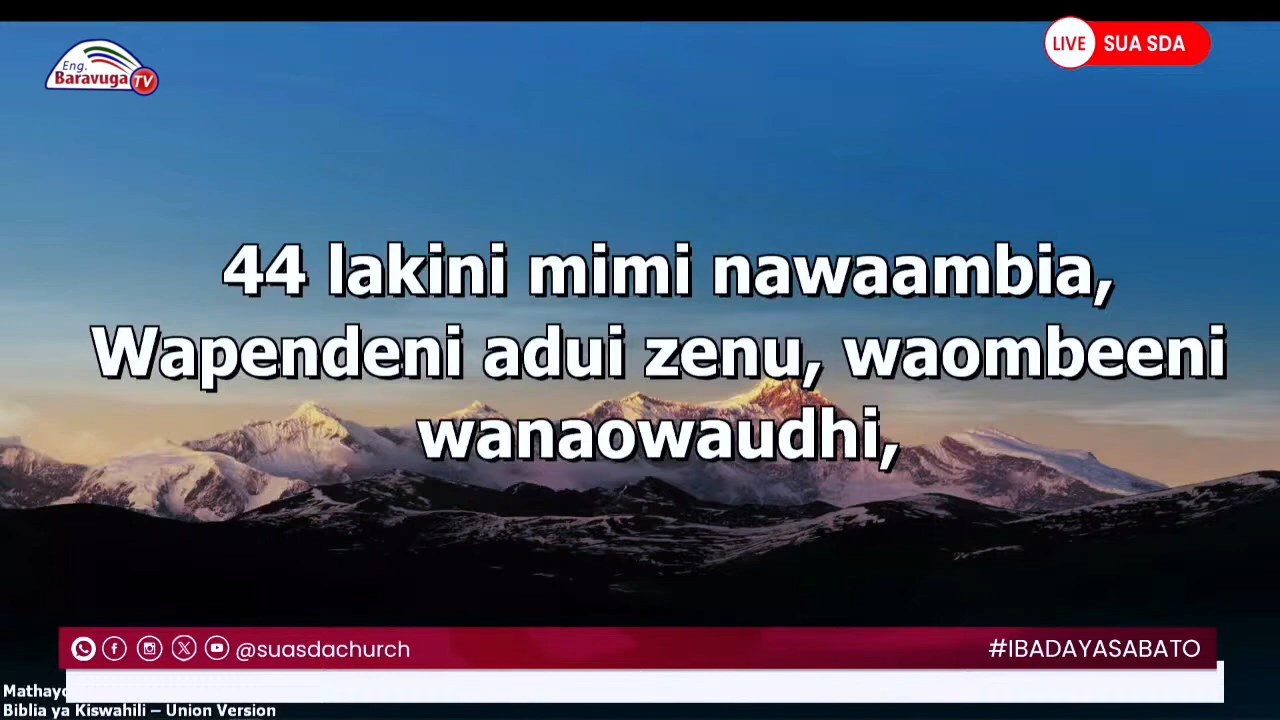 Eng.
Baravuga TV
LIVE SUA SDA
44 lakini mimi nawaambia,
Wapendeni adui zenu, waombeeni
wanaowaudhi,
@suasdachurch
#IBADAYASABATO
Biblia ya Kiswahili – Union Version